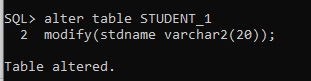 SQL> alter table STUDENT_1
  2  modify(stdname varchar2(20));
Table altered.